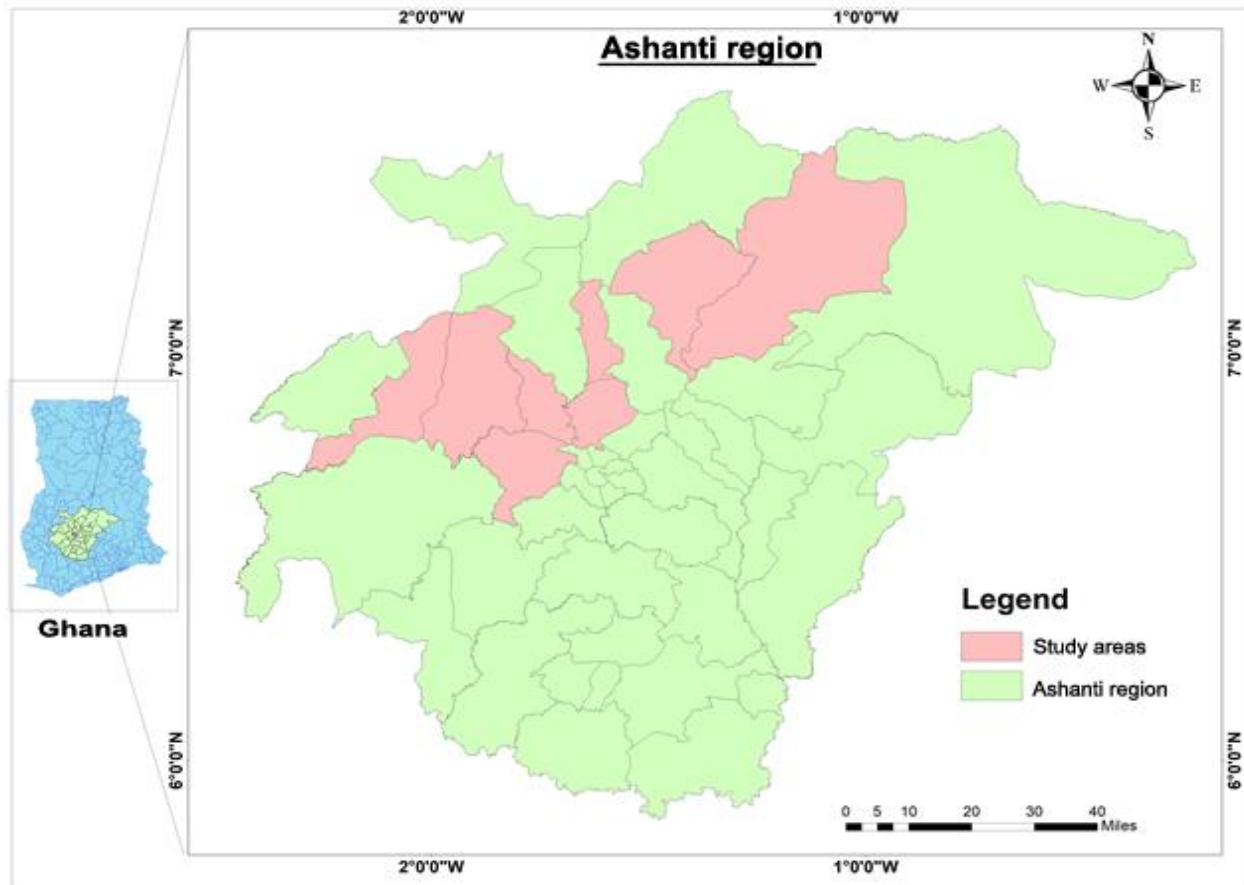 2°0'0"W 1°0'0"W
Ashanti region
N
W E
S
7°0'0"N 7°0'0"N
Ghana
Legend
Study areas
Ashanti region
6°0'0"N 6°0'0"N
0 5 10 20 30 40
Miles
2°0'0"W 1°0'0"W